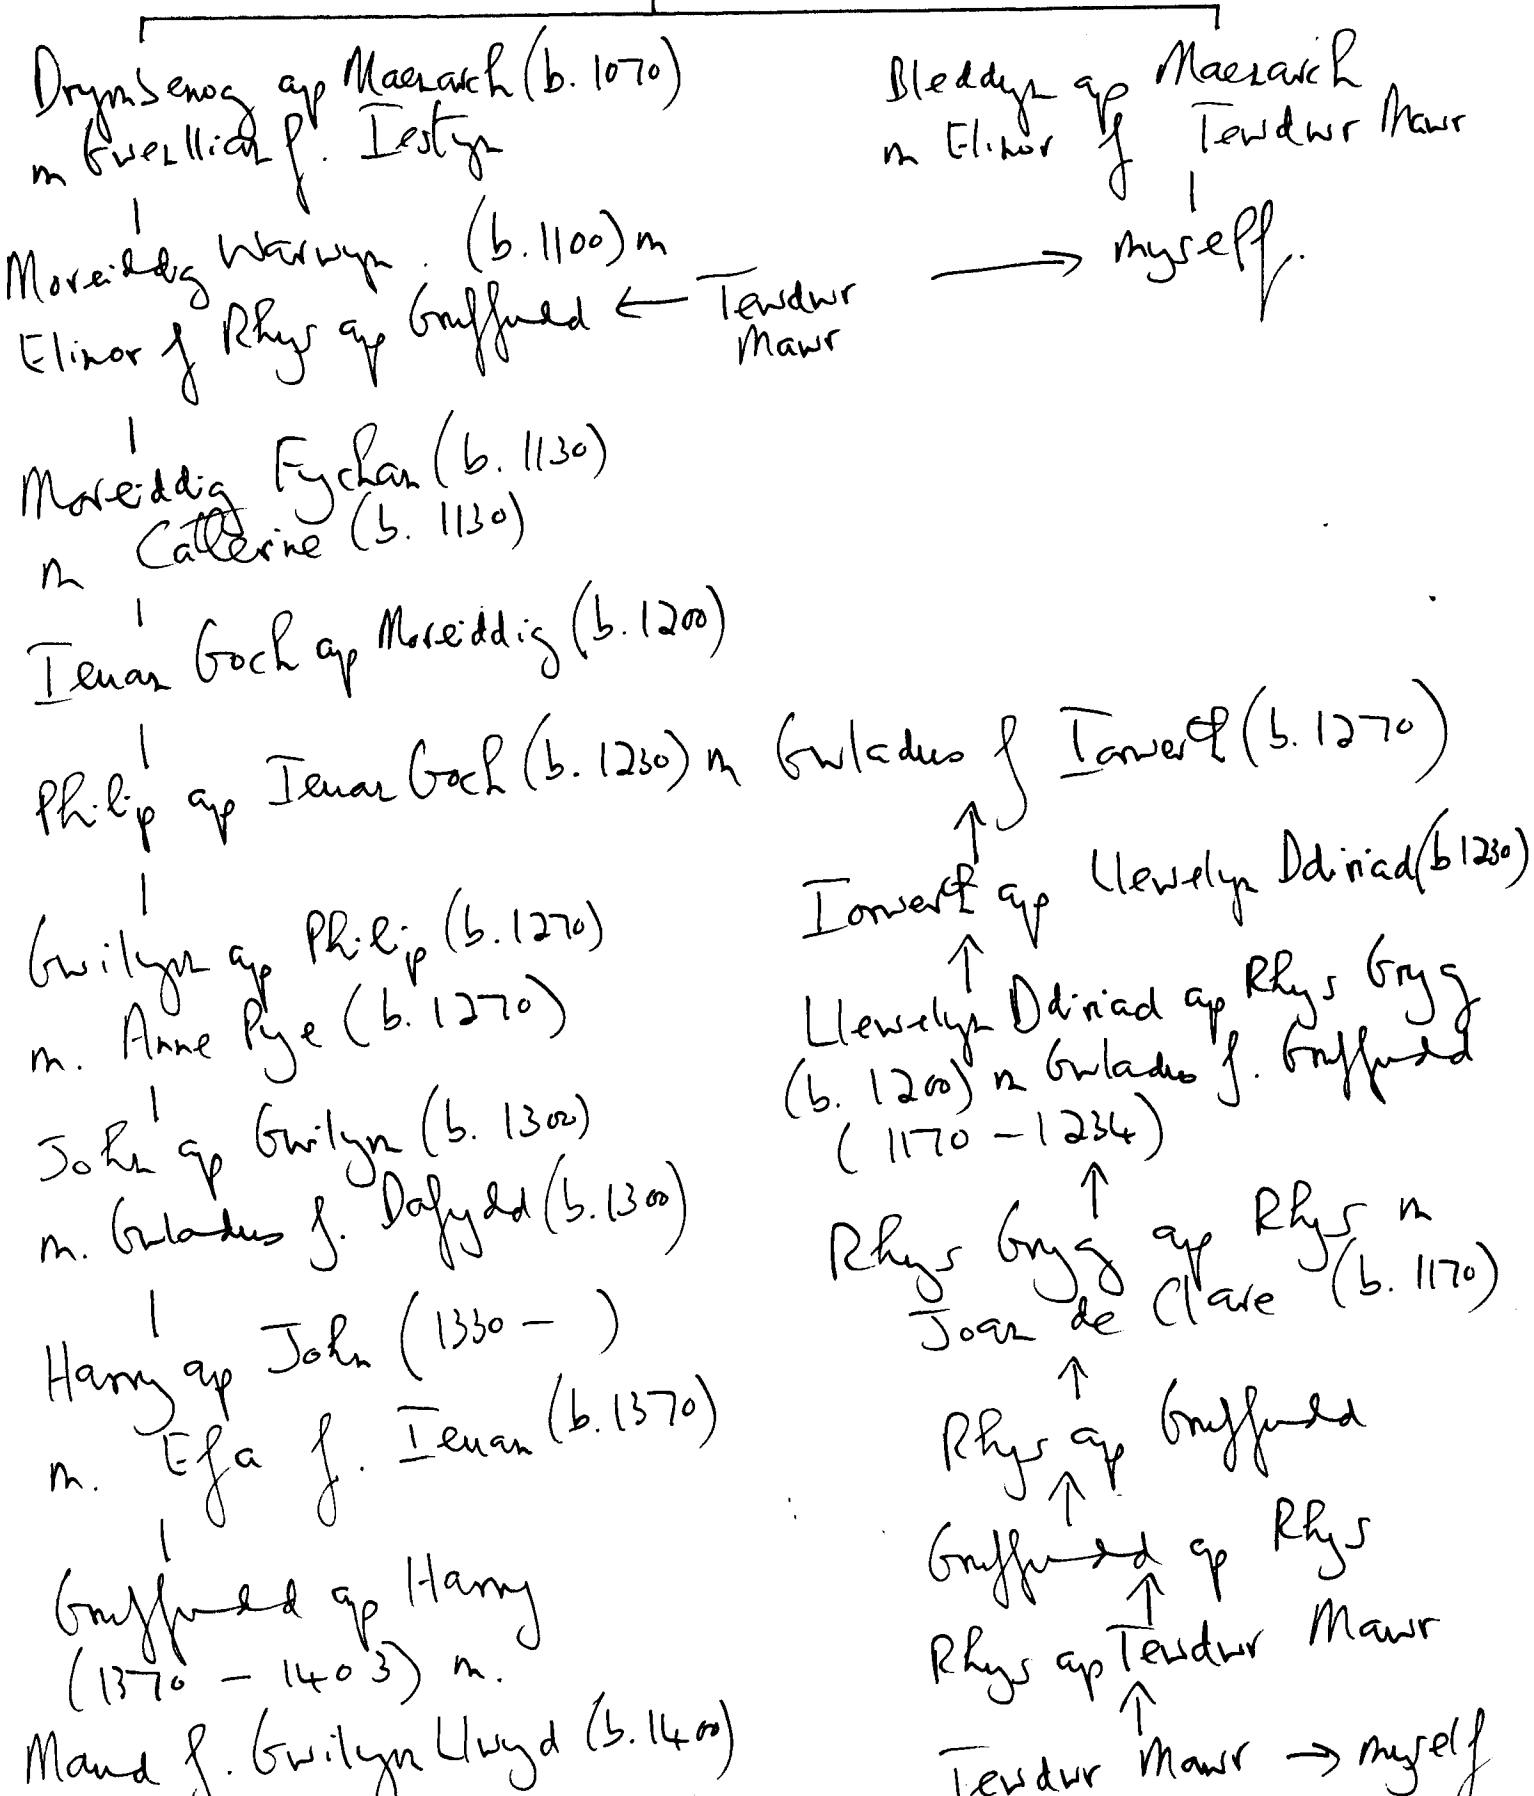 Drymbenog ap Maenarch (b. 1070)
m Gwenllian f. Iestyn
Bleddyn ap Maenarch
m Elinor f Tewdwr Mawr
myself.
Moreiddig Warwyn. (b. 1100) m
Elinor f Rhys ap Gruffudd ← Tewdwr
Mawr →
Moreiddig Fychan (b. 1130)
m Catherine (b. 1130)
Ieuan Goch ap Moreiddig (b. 1200)
Philip ap Ieuan Goch (b. 1230) m Gwladus f Iorwerth (b. 1270)
Gwilym ap Philip (b. 1270)
m. Anne Pye (b. 1270)
John ap Gwilym (b. 1300)
m. Gwladus f. Dafydd (b. 1300)
Harry ap John (1330 - )
m. Efa f. Ieuan (b. 1370)
Gruffudd ap Harry
(1370 - 1403) m.
Maud f. Gwilym Llwyd (b. 1400)
↑
Iorwerth ap Llewelyn Ddiriad (b 1230)
↑
Llewelyn Ddiriad ap Rhys Gryg
(b. 1200) m Gwladus f. Gruffudd
(1170 - 1234)
↑
Rhys Gryg ap Rhys m
Joan de Clare (b. 1170)
↑
Rhys ap Gruffudd
↑
Gruffudd ap Rhys
↑
Rhys ap Tewdwr Mawr
↑
Tewdwr Mawr → myself